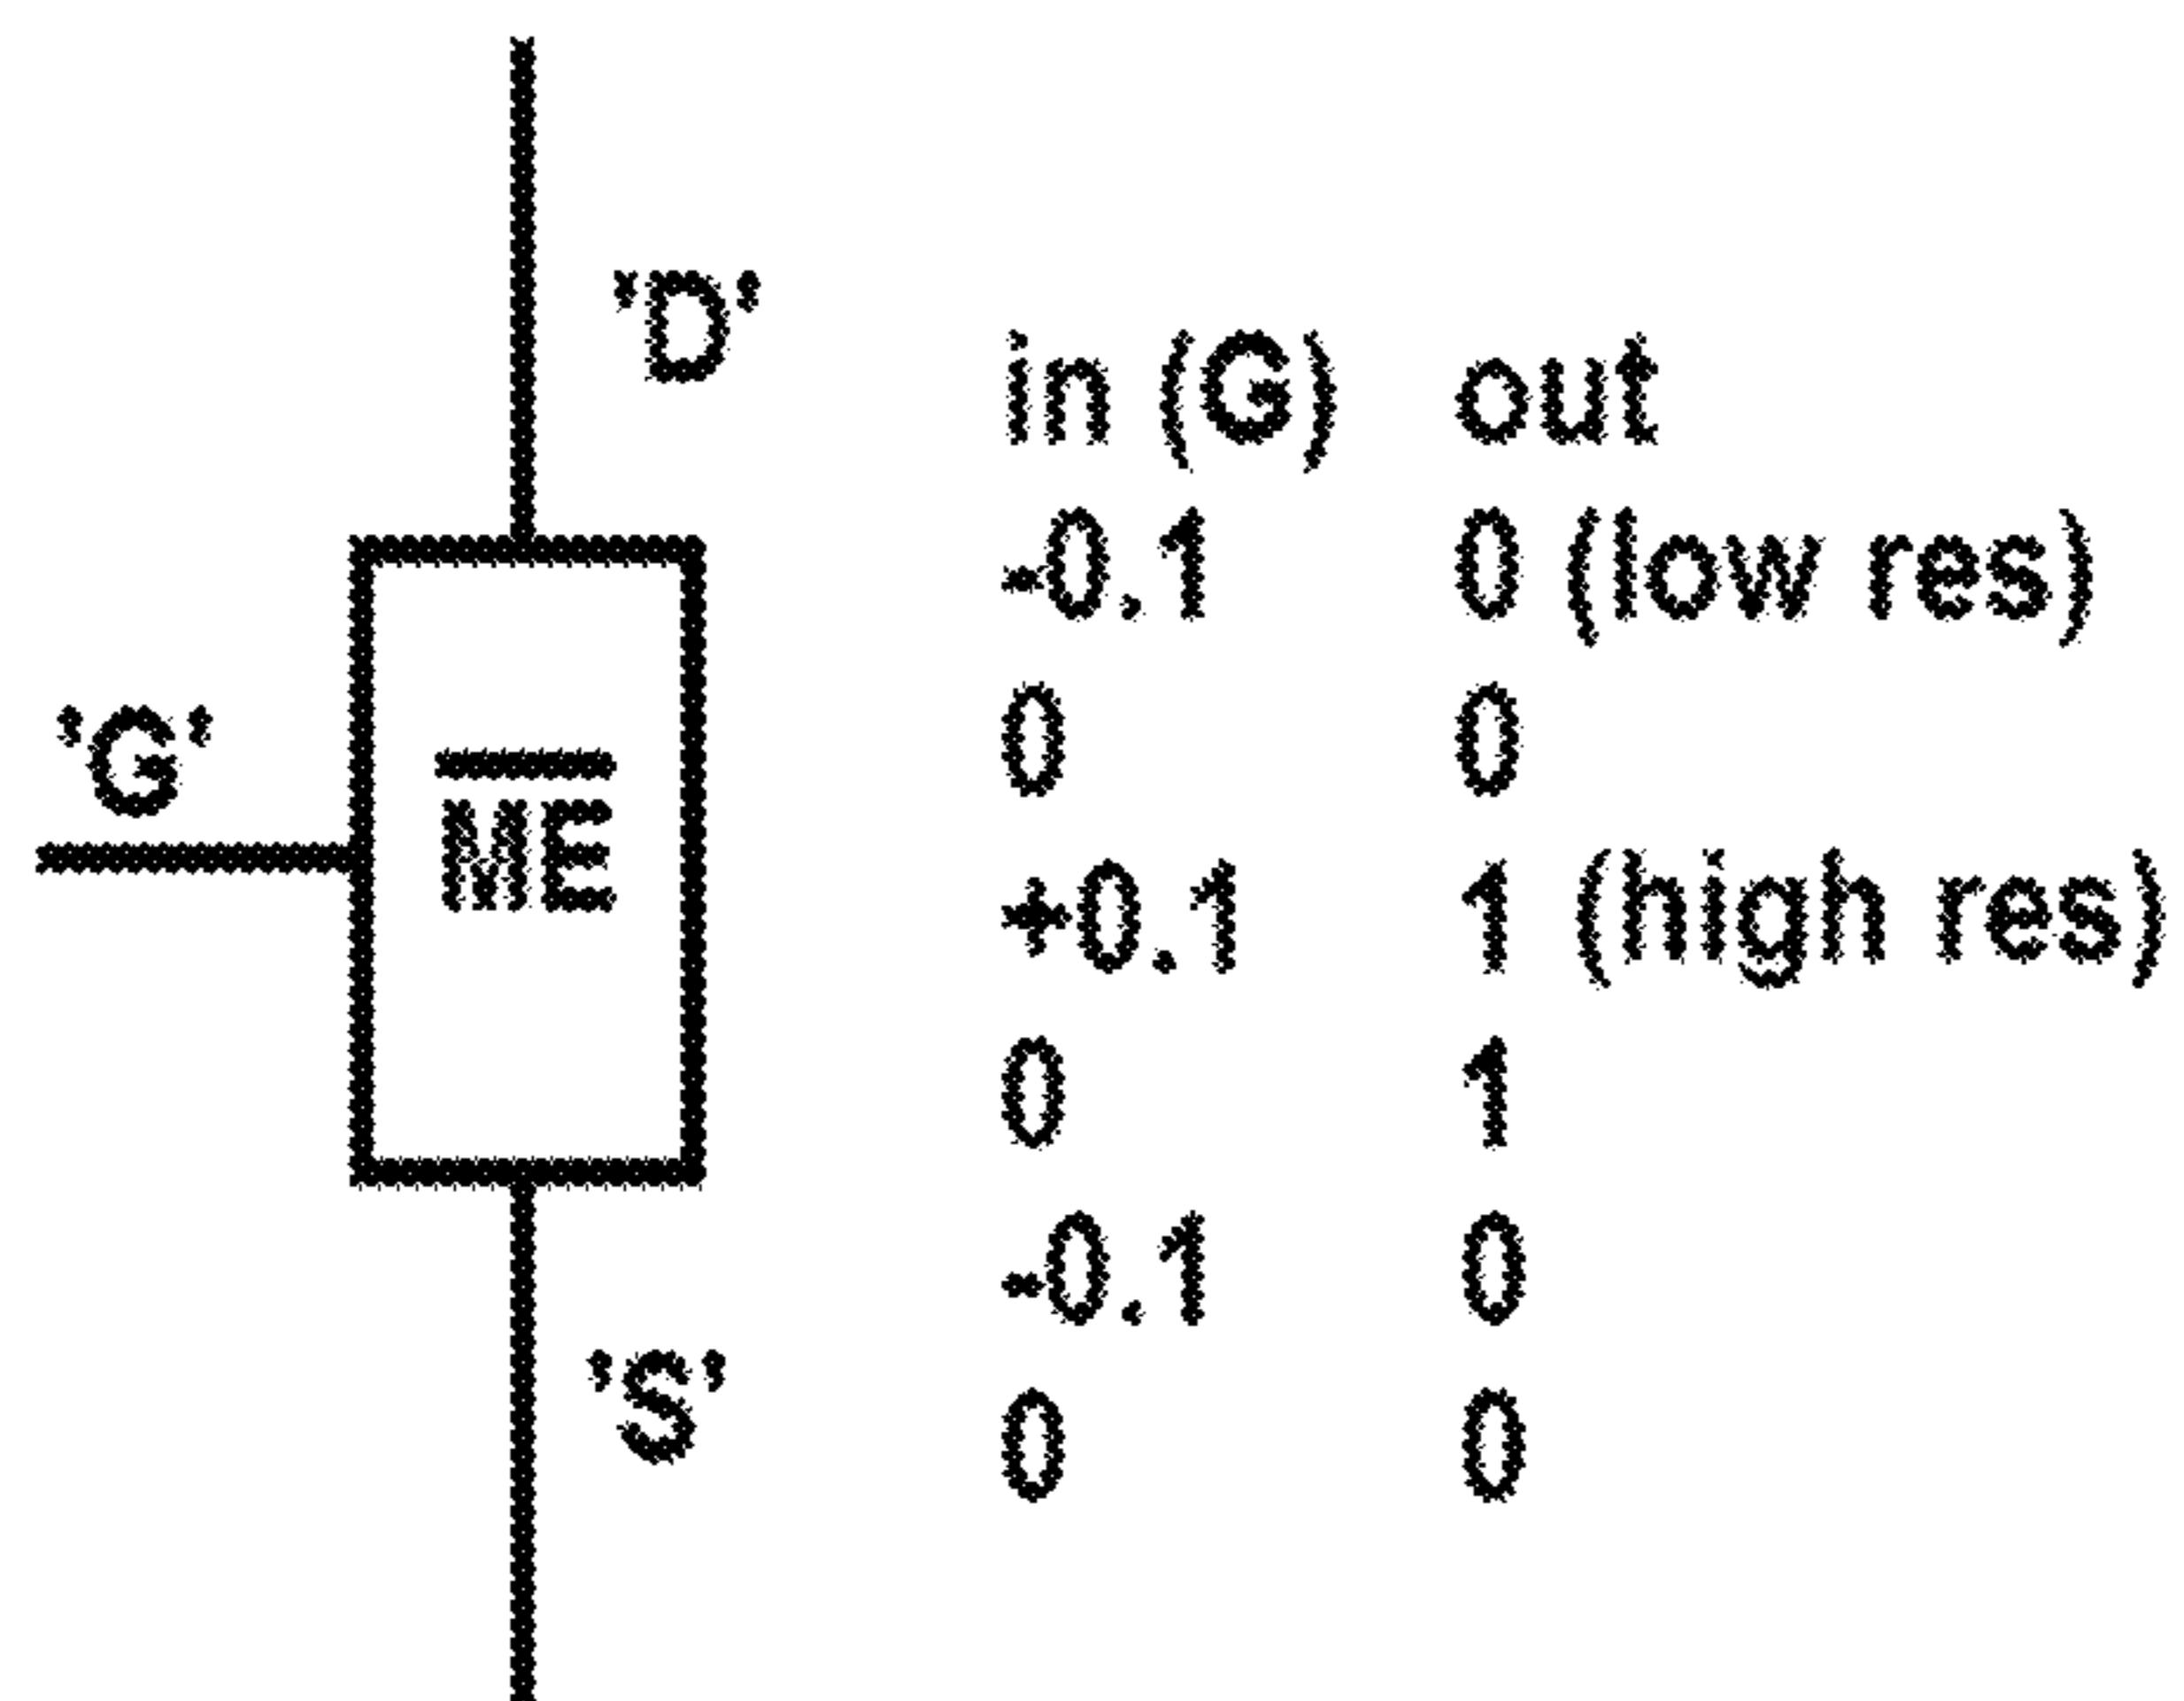 'D'
in (G) out
-0.1 0 (low res)
0 0
'G'
M̅E̅
+0.1 1 (high res)
0 1
-0.1 0
'S'
0 0